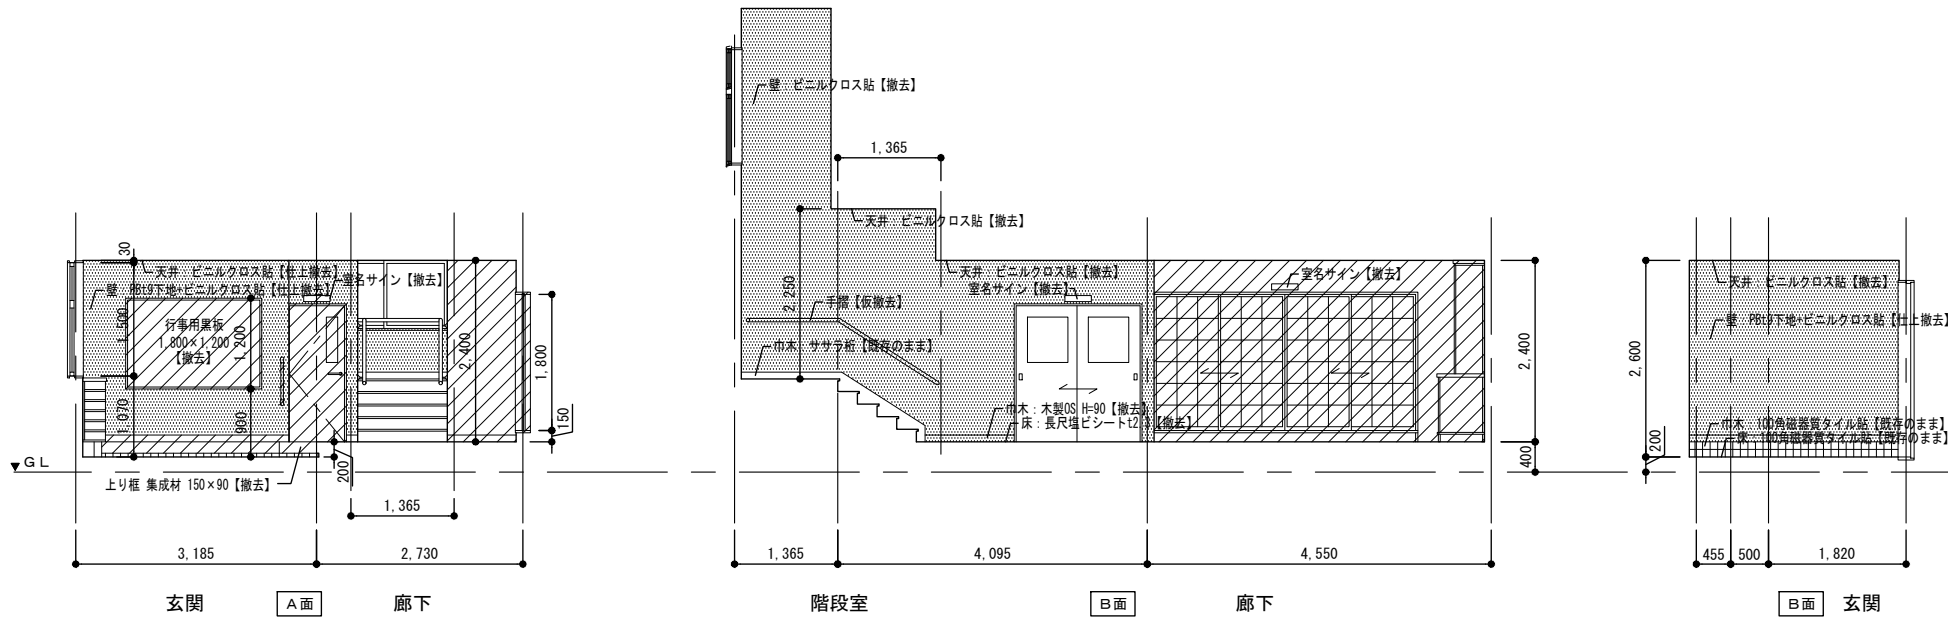 壁 ビニルクロス貼【撤去】
1,365
天井：ビニルクロス貼【撤去】
2,250
30
天井：ビニルクロス貼【仕上撤去】
室名サイン【撤去】
壁 PBt9下地+ビニルクロス貼【仕上撤去】
1,500
行事用黒板
1,800×1,200
【撤去】
1,200
2,400
1,800
1,070
900
150
200
GL
上り框 集成材 150×90【撤去】
1,365
3,185
2,730
玄関
A面
廊下
天井：ビニルクロス貼【撤去】
室名サイン【撤去】
室名サイン【撤去】
手摺【仮撤去】
巾木：ササラ桁【既存のまま】
巾木：木製OS H=90【撤去】
床：長尺塩ビシートt2.3【撤去】
2,400
400
1,365
4,095
4,550
階段室
B面
廊下
天井：ビニルクロス貼【撤去】
壁 PBt9下地+ビニルクロス貼【仕上撤去】
2,600
巾木 100角磁器質タイル貼【既存のまま】
床：100角磁器質タイル貼【既存のまま】
200
455
500
1,820
B面
玄関